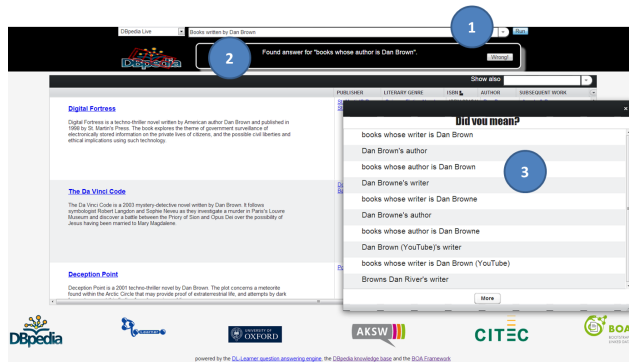 1
DBpedia Live
Books written by Dan Brown
Run
2
DBpedia
Found answer for "books whose author is Dan Brown".
Wrong!
Show also
PUBLISHER LITERARY GENRE ISBN AUTHOR SUBSEQUENT WORK
Digital Fortress
Digital Fortress is a techno-thriller novel written by American author Dan Brown and published in
1998 by St. Martin's Press. The book explores the theme of government surveillance of
electronically stored information on the private lives of citizens, and the possible civil liberties and
ethical implications using such technology.
The Da Vinci Code
The Da Vinci Code is a 2003 mystery-detective novel written by Dan Brown. It follows
symbologist Robert Langdon and Sophie Neveu as they investigate a murder in Paris's Louvre
Museum and discover a battle between the Priory of Sion and Opus Dei over the possibility of
Jesus having been married to Mary Magdalene.
Deception Point
Deception Point is a 2001 techno-thriller novel by Dan Brown. The plot concerns a meteorite
found within the Arctic Circle that may provide proof of extraterrestrial life, and attempts by dark
Did you mean?
books whose writer is Dan Brown
Dan Brown's author
books whose author is Dan Brown
Dan Browne's writer
3
books whose writer is Dan Browne
Dan Browne's author
books whose author is Dan Browne
Dan Brown (YouTube)'s writer
books whose writer is Dan Brown (YouTube)
Browns Dan River's writer
More
DBpedia
UNIVERSITY OF
OXFORD
AKSW
CITEC
BOA
powered by the DL-Learner question answering engine, the DBpedia knowledge base and the BOA Framework